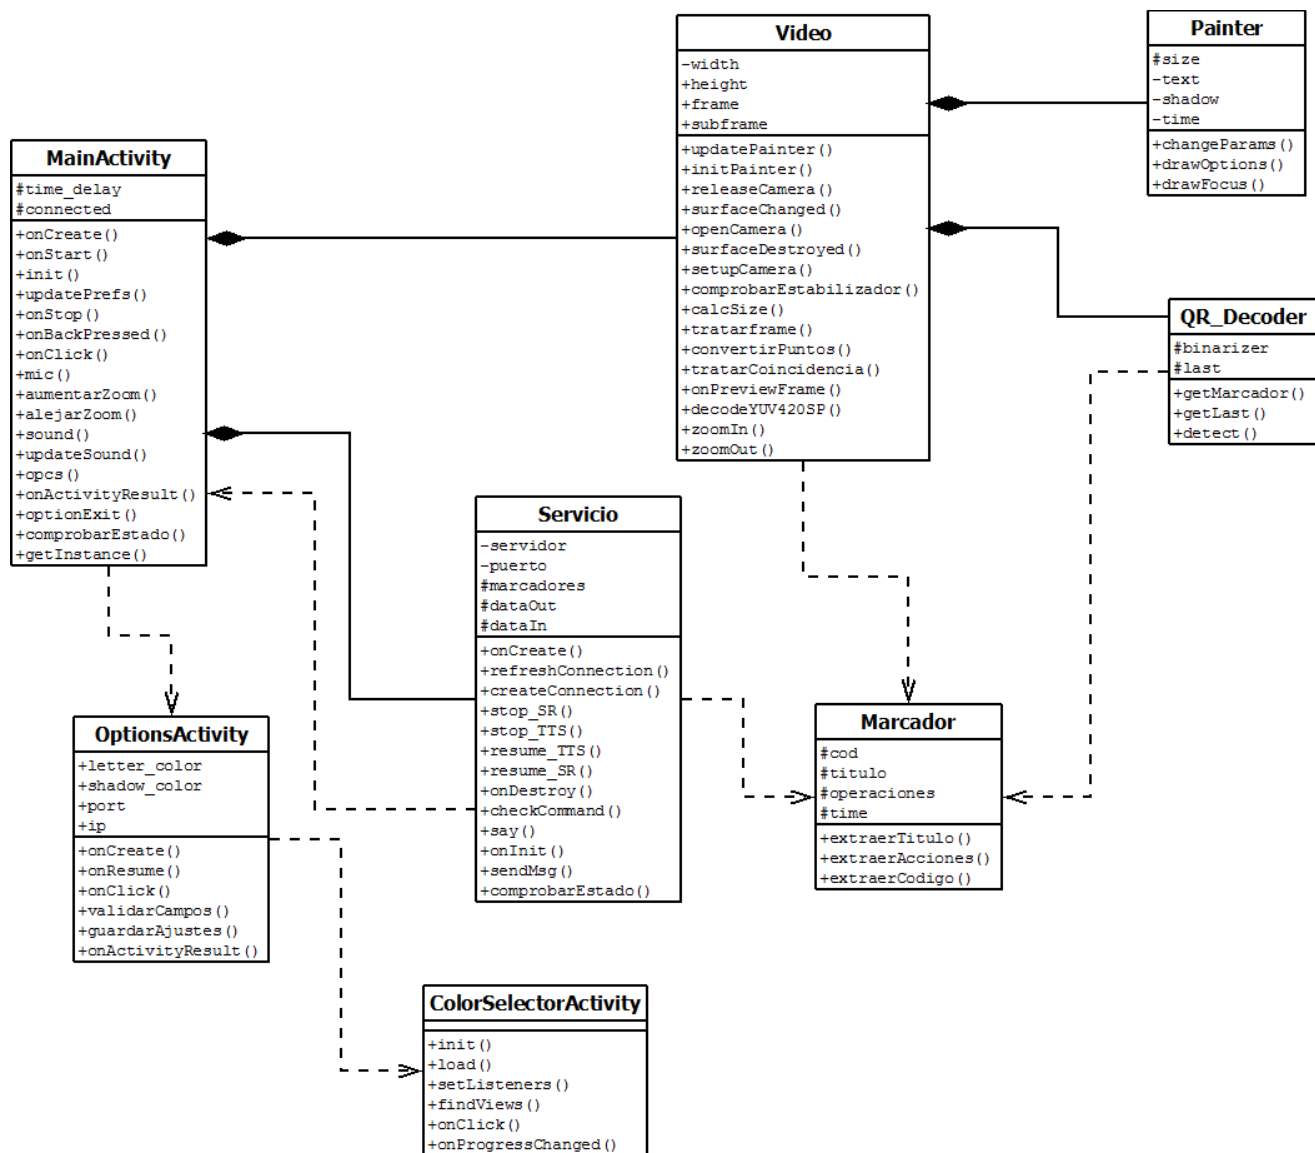 MainActivity
#time_delay
#connected
+onCreate()
+onStart()
+init()
+updatePrefs()
+onStop()
+onBackPressed()
+onClick()
+mic()
+aumentarZoom()
+alejarZoom()
+sound()
+updateSound()
+opcs()
+onActivityResult()
+optionExit()
+comprobarEstado()
+getInstance()
Video
-width
+height
+frame
+subframe
+updatePainter()
+initPainter()
+releaseCamera()
+surfaceChanged()
+openCamera()
+surfaceDestroyed()
+setupCamera()
+comprobarEstabilizador()
+calcSize()
+tratarframe()
+convertirPuntos()
+tratarCoincidencia()
+onPreviewFrame()
+decodeYUV420SP()
+zoomIn()
+zoomOut()
Painter
#size
-text
-shadow
-time
+changeParams()
+drawOptions()
+drawFocus()
QR_Decoder
#binarizer
#last
+getMarcador()
+getLast()
+detect()
Servicio
-servidor
-puerto
#marcadores
#dataOut
#dataIn
+onCreate()
+refreshConnection()
+createConnection()
+stop_SR()
+stop_TTS()
+resume_TTS()
+resume_SR()
+onDestroy()
+checkCommand()
+say()
+onInit()
+sendMsg()
+comprobarEstado()
Marcador
#cod
#titulo
#operaciones
#time
+extraerTitulo()
+extraerAcciones()
+extraerCodigo()
OptionsActivity
+letter_color
+shadow_color
+port
+ip
+onCreate()
+onResume()
+onClick()
+validarCampos()
+guardarAjustes()
+onActivityResult()
ColorSelectorActivity
+init()
+load()
+setListeners()
+findViews()
+onClick()
+onProgressChanged()